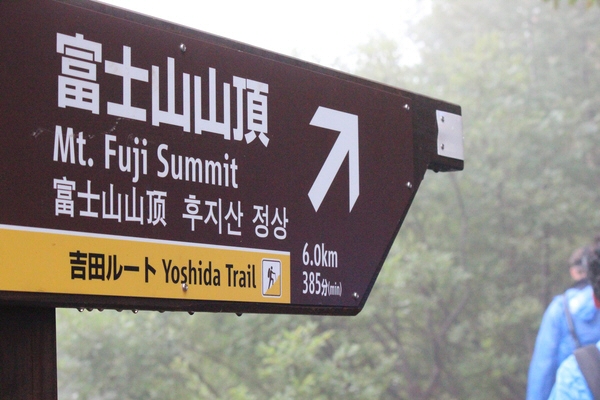 富士山山頂
Mt. Fuji Summit
富士山山顶 후지산 정상
吉田ルート Yoshida Trail
6.0km
385分(min)